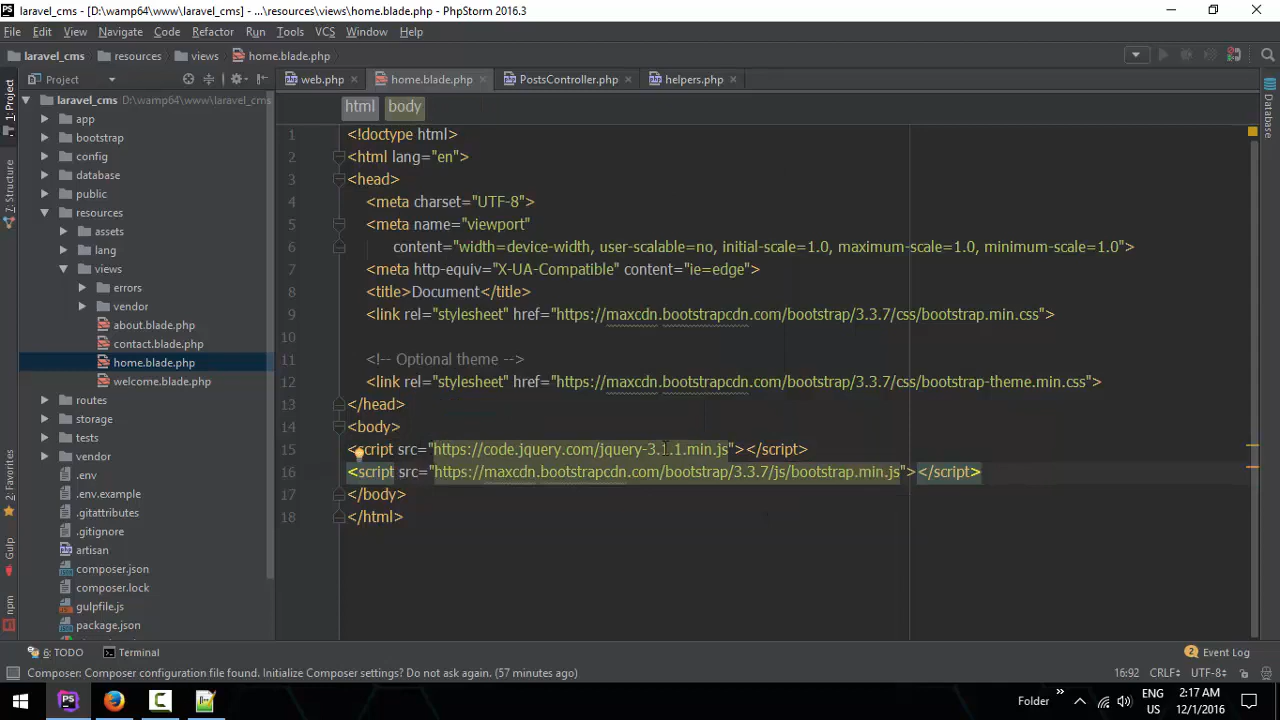 PS laravel_cms [D:\wamp64\www\laravel_cms] - ...\resources\views\home.blade.php - PhpStorm 2016.3
File Edit View Navigate Code Refactor Run Tools VCS Window Help
laravel_cms resources views home.blade.php
Project
web.php home.blade.php PostsController.php helpers.php
1: Project
7: Structure
2: Favorites
Gulp
npm
Database
laravel_cms D:\wamp64\www\laravel_cms
app
bootstrap
config
database
public
resources
assets
lang
views
errors
vendor
about.blade.php
contact.blade.php
home.blade.php
welcome.blade.php
routes
storage
tests
vendor
.env
.env.example
.gitattributes
.gitignore
artisan
composer.json
composer.lock
gulpfile.js
package.json
html body
1 <!doctype html>
2 <html lang="en">
3 <head>
4 <meta charset="UTF-8">
5 <meta name="viewport"
6 content="width=device-width, user-scalable=no, initial-scale=1.0, maximum-scale=1.0, minimum-scale=1.0">
7 <meta http-equiv="X-UA-Compatible" content="ie=edge">
8 <title>Document</title>
9 <link rel="stylesheet" href="https://maxcdn.bootstrapcdn.com/bootstrap/3.3.7/css/bootstrap.min.css">
10
11 <!-- Optional theme -->
12 <link rel="stylesheet" href="https://maxcdn.bootstrapcdn.com/bootstrap/3.3.7/css/bootstrap-theme.min.css">
13 </head>
14 <body>
15 <script src="https://code.jquery.com/jquery-3.1.1.min.js"></script>
16 <script src="https://maxcdn.bootstrapcdn.com/bootstrap/3.3.7/js/bootstrap.min.js"></script>
17 </body>
18 </html>
6: TODO Terminal 2 Event Log
Composer: Composer configuration file found. Initialize Composer settings? Do not ask again. (57 minutes ago) 16:92 CRLF÷ UTF-8÷
PS Folder ENG 2:17 AM
US 12/1/2016